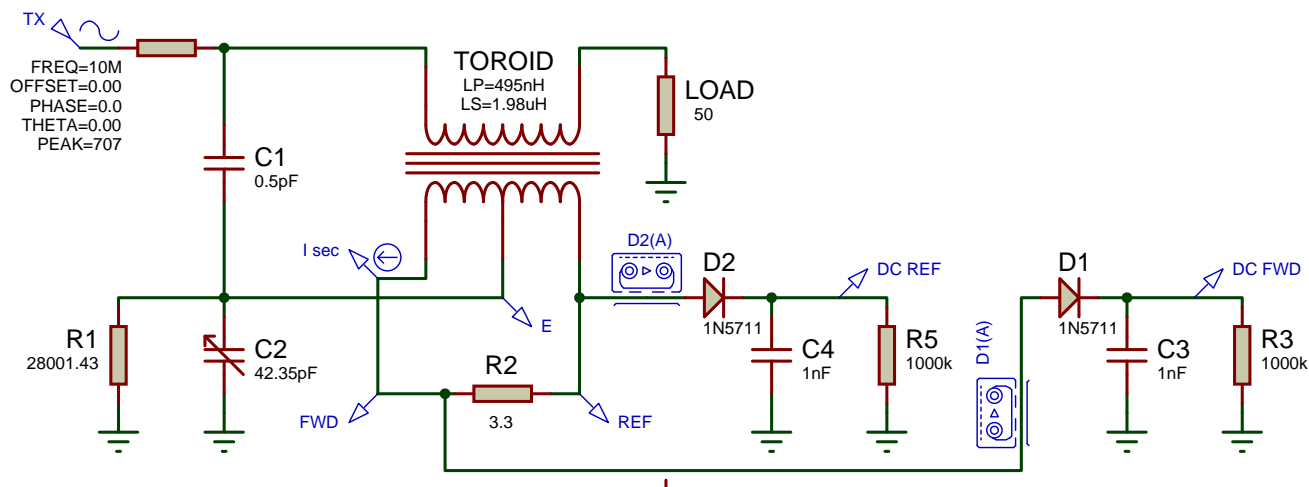 TX
FREQ=10M
OFFSET=0.00
PHASE=0.0
THETA=0.00
PEAK=707
TOROID
LP=495nH
LS=1.98uH
LOAD
50
C1
0.5pF
I sec
E
D2(A)
D2
1N5711
DC REF
D1
1N5711
DC FWD
R1
28001.43
C2
42.35pF
R2
3.3
FWD
REF
C4
1nF
R5
1000k
D1(A)
C3
1nF
R3
1000k